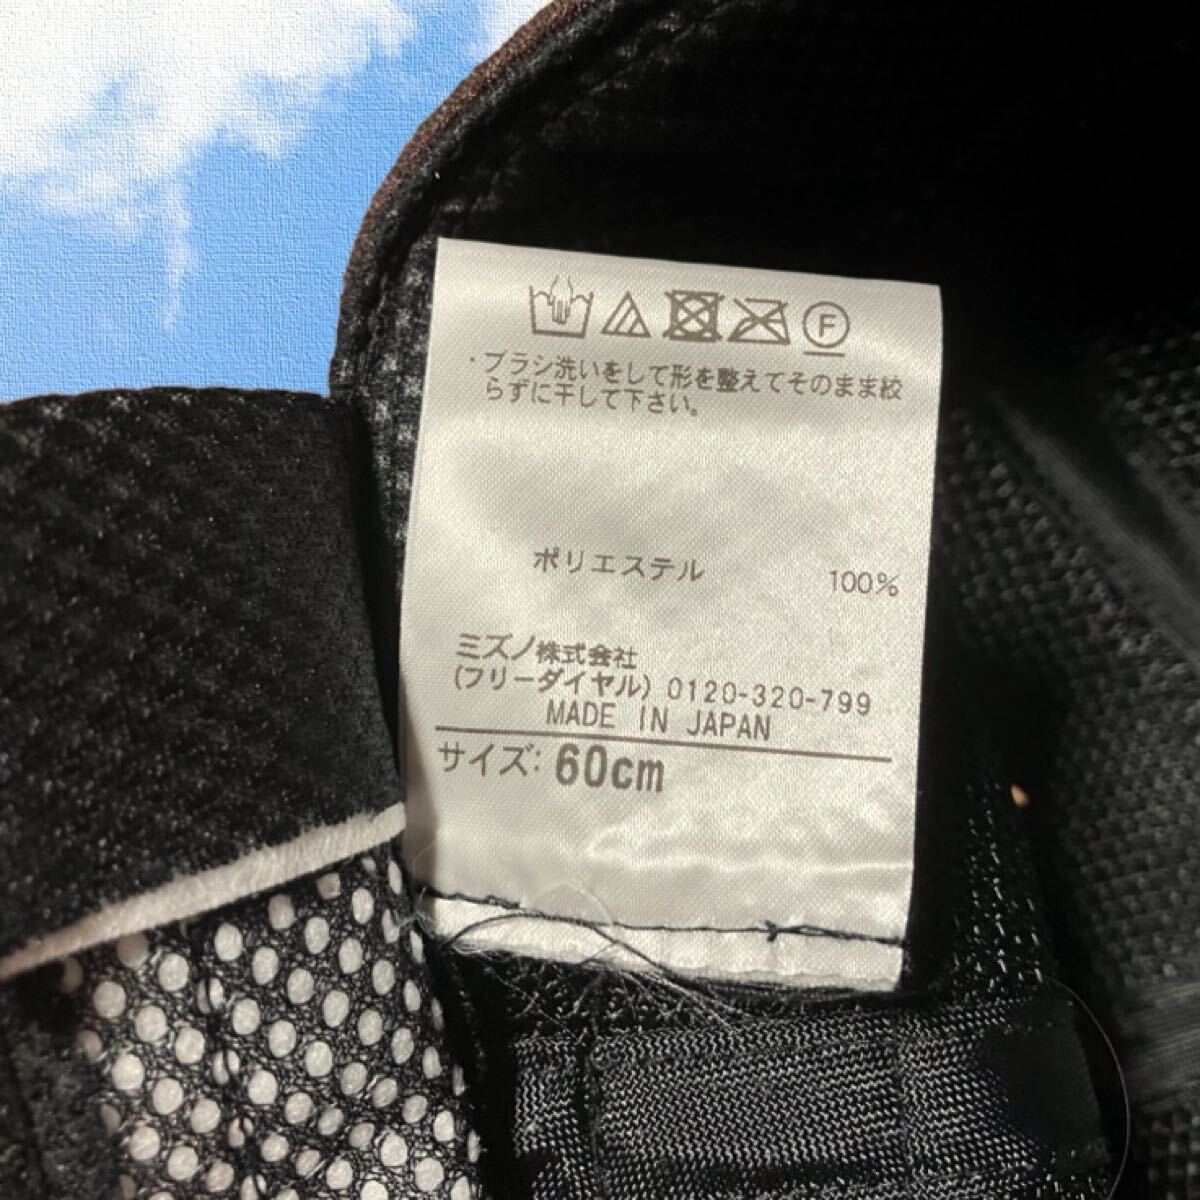 F
・ブラシ洗いをして形を整えてそのまま絞
らずに干して下さい。
ポリエステル 100%
ミズノ株式会社
(フリーダイヤル) 0120-320-799
MADE IN JAPAN
サイズ: 60cm